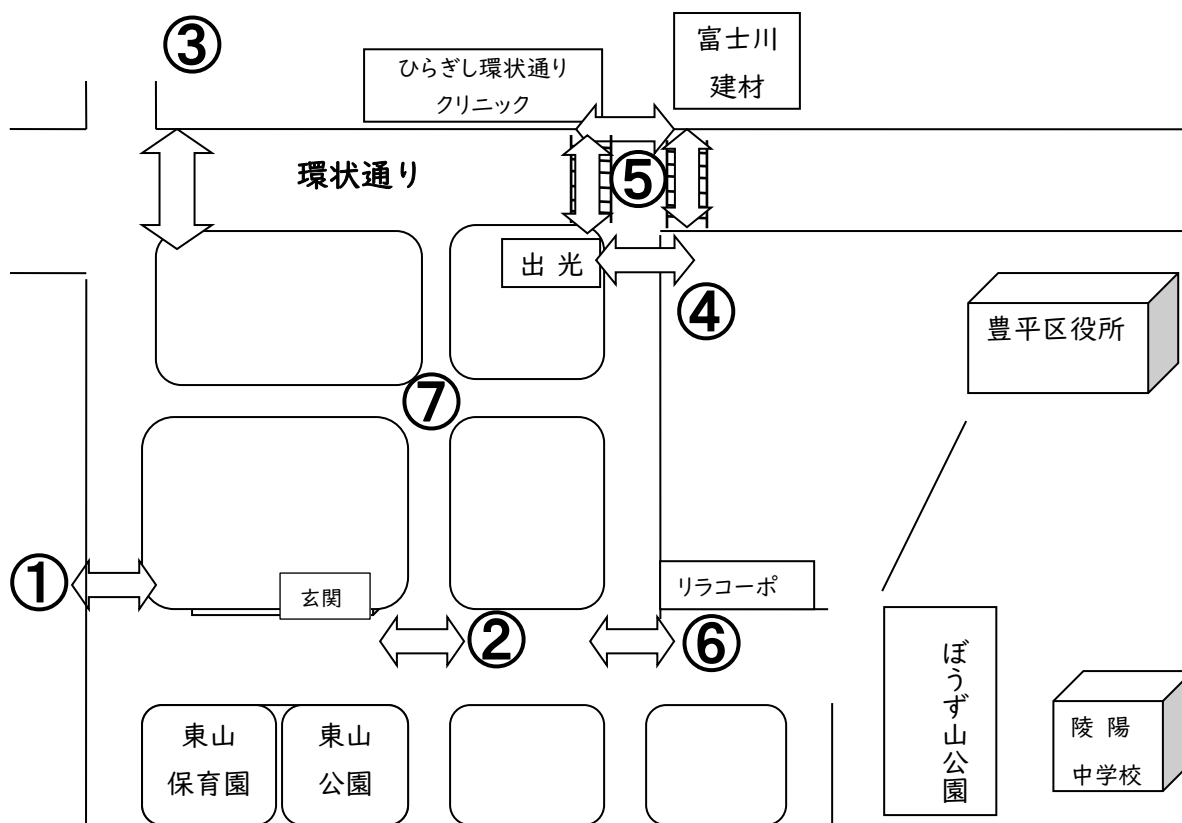 ③
ひらぎし環状通り
クリニック
富士川
建材
環状通り
⑤
出 光
④
豊平区役所
⑦
①
玄関
②
リラコーポ
⑥
東山
保育園
東山
公園
ぼうず山公園
陵 陽
中学校